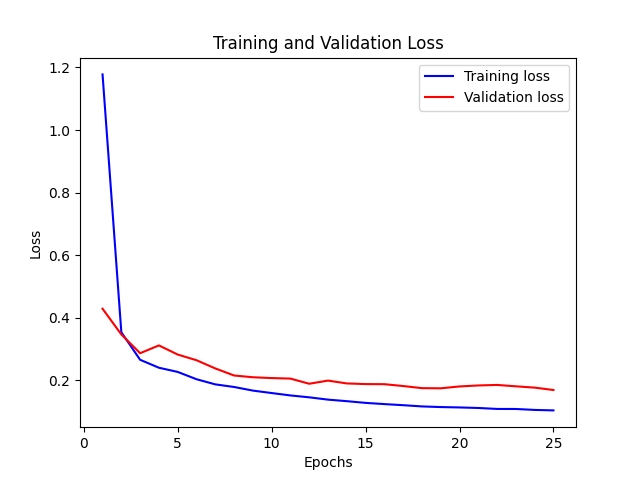 Training and Validation Loss
Training loss
Validation loss
Loss
1.2
1.0
0.8
0.6
0.4
0.2
0 5 10 15 20 25
Epochs